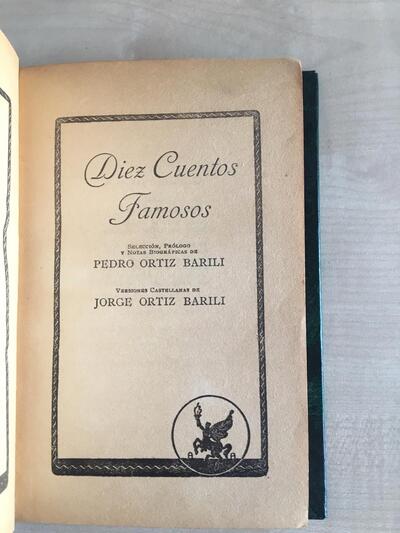 Diez Cuentos
Famosos
Selección, Prólogo
y Notas Biográficas de
PEDRO ORTIZ BARILI
Versiones Castellanas de
JORGE ORTIZ BARILI